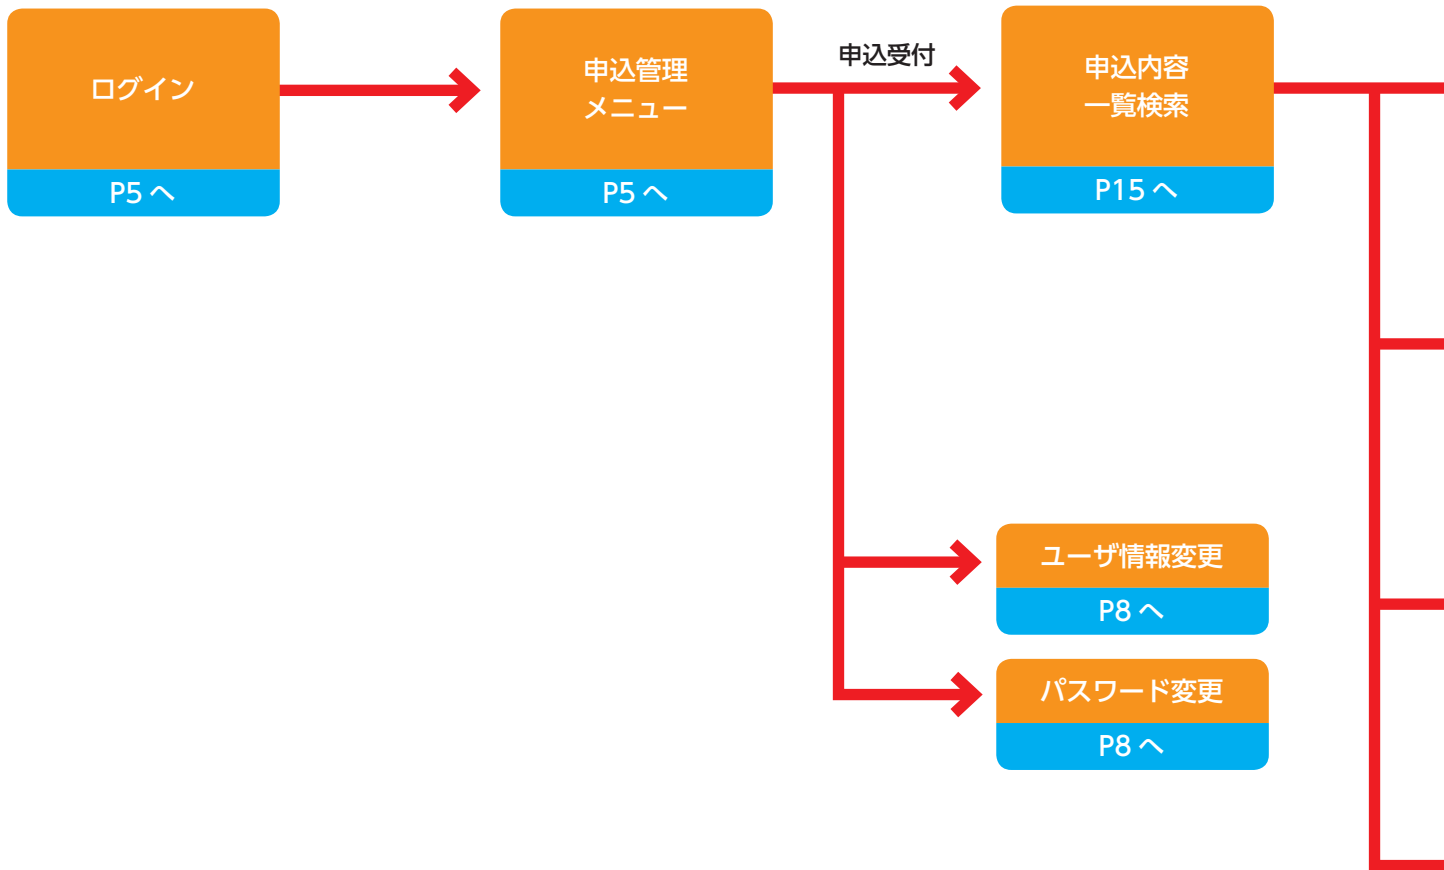 ログイン
P5 へ
申込管理
メニュー
P5 へ
申込受付
申込内容
一覧検索
P15 へ
ユーザ情報変更
P8 へ
パスワード変更
P8 へ